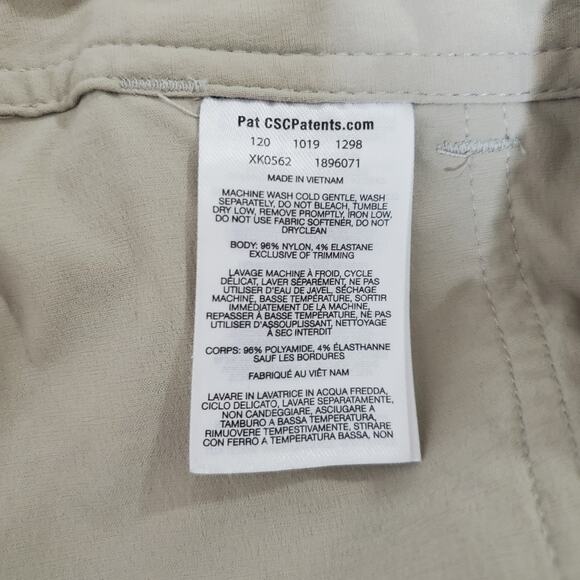 Pat CSCPatents.com
120 1019 1298
XK0562 1896071
MADE IN VIETNAM
MACHINE WASH COLD GENTLE, WASH
SEPARATELY, DO NOT BLEACH, TUMBLE
DRY LOW, REMOVE PROMPTLY, IRON LOW,
DO NOT USE FABRIC SOFTENER, DO NOT
DRYCLEAN
BODY: 96% NYLON, 4% ELASTANE
EXCLUSIVE OF TRIMMING
LAVAGE MACHINE À FROID, CYCLE
DÉLICAT, LAVER SÉPARÉMENT, NE PAS
UTILISER D'EAU DE JAVEL, SÉCHAGE
MACHINE, BASSE TEMPÉRATURE, SORTIR
IMMÉDIATEMENT DE LA MACHINE,
REPASSER À BASSE TEMPÉRATURE, NE PAS
UTILISER D'ASSOUPLISSANT, NETTOYAGE
À SEC INTERDIT
CORPS: 96% POLYAMIDE, 4% ÉLASTHANNE
SAUF LES BORDURES
FABRIQUÉ AU VIÊT NAM
LAVARE IN LAVATRICE IN ACQUA FREDDA,
CICLO DELICATO, LAVARE SEPARATAMENTE,
NON CANDEGGIARE, ASCIUGARE A
TAMBURO A BASSA TEMPERATURA,
RIMUOVERE TEMPESTIVAMENTE, STIRARE
CON FERRO A TEMPERATURA BASSA, NON